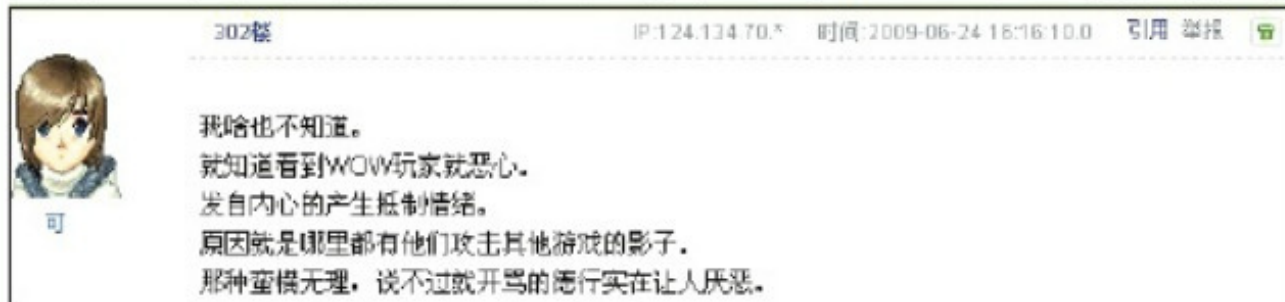 302楼 IP:124.134.70.* 时间:2009-06-24 16:16:10.0 引用 举报
我啥也不知道。
就知道看到WOW玩家就恶心。
可 发自内心的产生抵制情绪。
原因就是哪里都有他们攻击其他游戏的影子.
那种蛮横无理，说不过就开骂的德行实在让人厌恶。